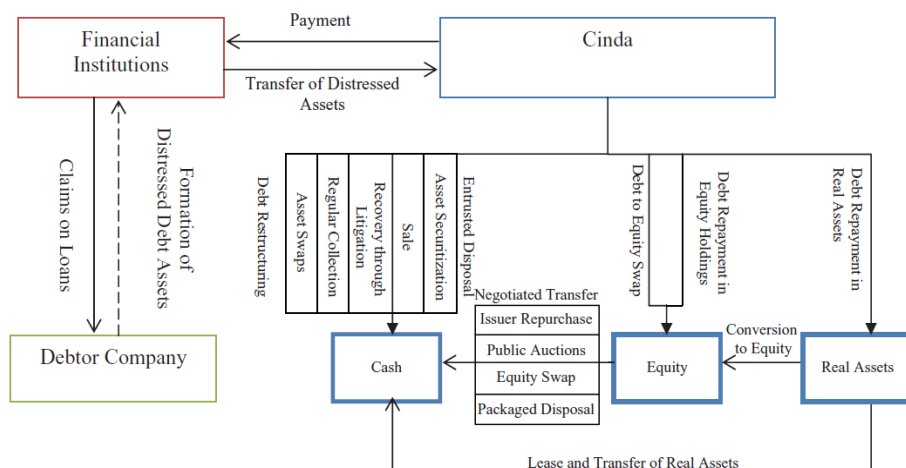 Payment
Financial
Institutions
Cinda
Transfer of Distressed
Assets
Claims on Loans
Formation of
Distressed Debt Assets
Debt Restructuring
Asset Swaps
Regular Collection
Recovery through
Litigation
Sale
Asset Securitization
Entrusted Disposal
Debt to Equity Swap
Debt Repayment in
Equity Holdings
Debt Repayment in
Real Assets
Negotiated Transfer
Issuer Repurchase
Public Auctions
Equity Swap
Packaged Disposal
Debtor Company
Cash
Equity
Conversion
to Equity
Real Assets
Lease and Transfer of Real Assets